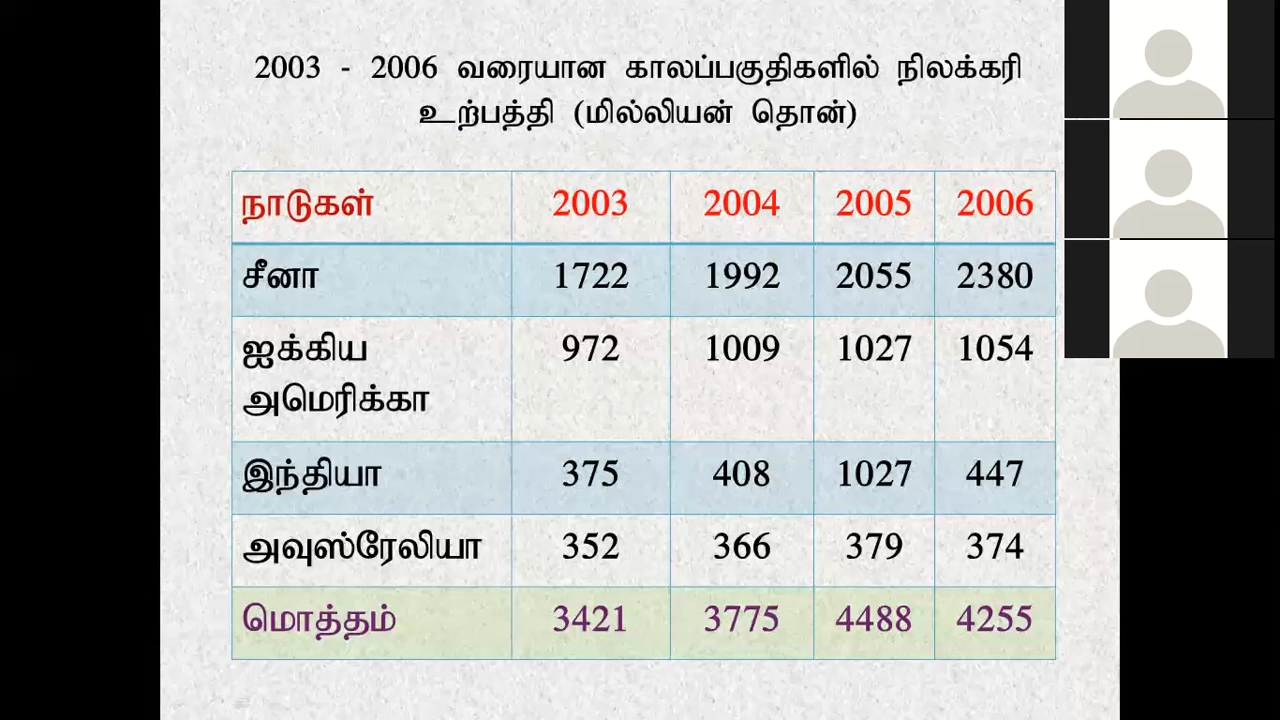 2003 - 2006 வரையான காலப்பகுதிகளில் நிலக்கரி
உற்பத்தி (மில்லியன் தொன்)
நாடுகள் 2003 2004 2005 2006
சீனா 1722 1992 2055 2380
ஐக்கிய 972 1009 1027 1054
அமெரிக்கா
இந்தியா 375 408 1027 447
அவுஸ்ரேலியா 352 366 379 374
மொத்தம் 3421 3775 4488 4255